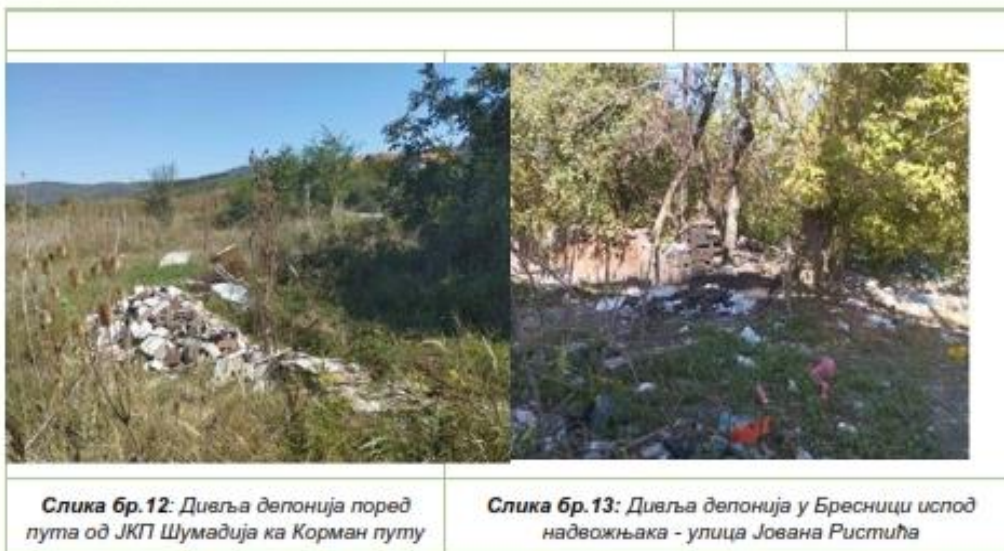 Слика бр.12: Дивља депонија поред
пута од ЈКП Шумадија ка Корман путу
Слика бр.13: Дивља депонија у Бресници испод
надвожњака - улица Јована Ристића